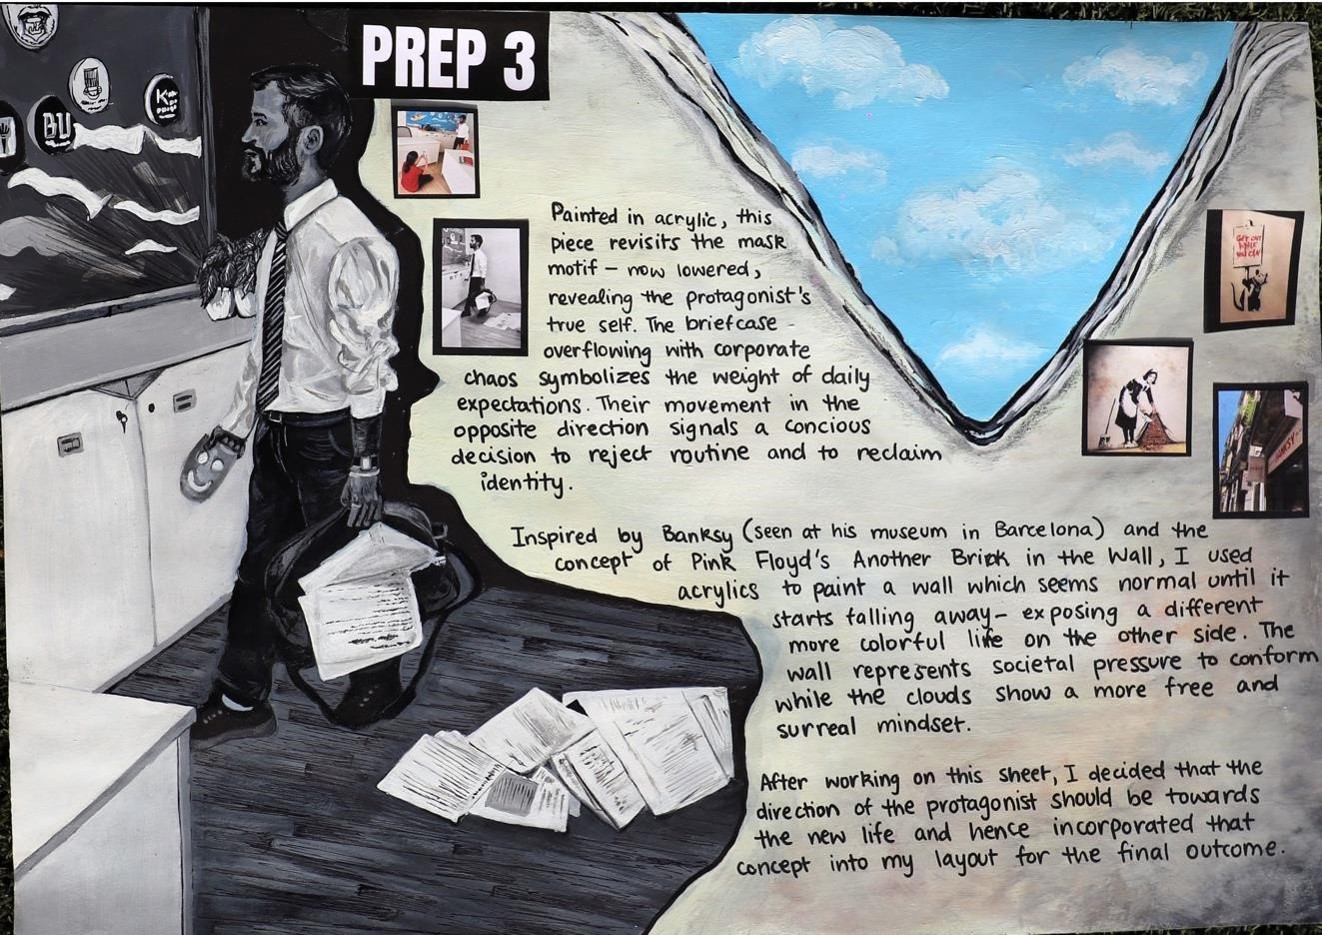 PREP 3
BU
K
Painted in acrylic, this
piece revisits the mask
motif – now lowered,
revealing the protagonist's
true self. The briefcase
overflowing with corporate
chaos symbolizes the weight of daily
expectations. Their movement in the
opposite direction signals a concious
decision to reject routine and to reclaim
identity.
GET OUT
WHILE
YOU CAN
Inspired by Banksy (seen at his museum in Barcelona) and the
concept of Pink Floyd's Another Brick in the Wall, I used
acrylics to paint a wall which seems normal until it
starts falling away– exposing a different
more colorful life on the other side. The
wall represents societal pressure to conform
while the clouds show a more free and
surreal mindset.
After working on this sheet, I decided that the
direction of the protagonist should be towards
the new life and hence incorporated that
concept into my layout for the final outcome.